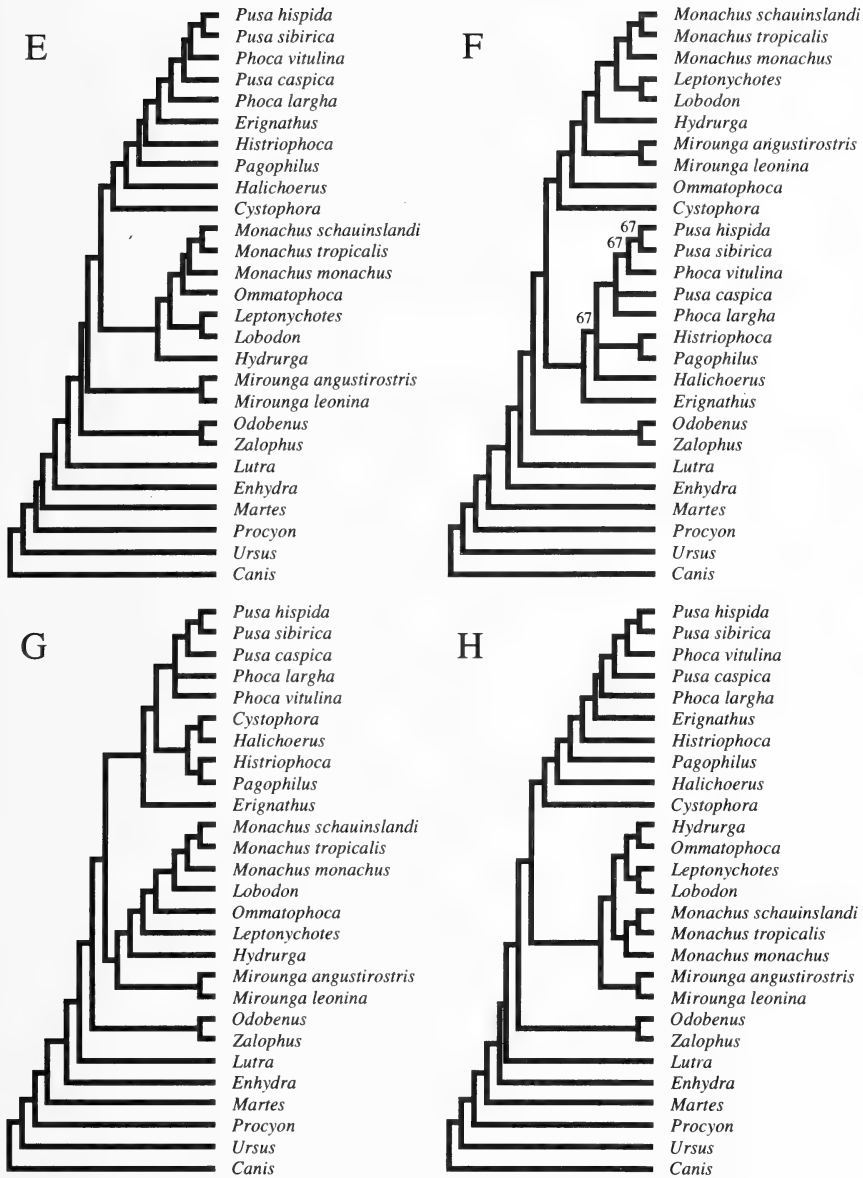 E
Pusa hispida
Pusa sibirica
Phoca vitulina
Pusa caspica
Phoca largha
Erignathus
Histriophoca
Pagophilus
Halichoerus
Cystophora
Monachus schauinslandi
Monachus tropicalis
Monachus monachus
Ommatophoca
Leptonychotes
Lobodon
Hydrurga
Mirounga angustirostris
Mirounga leonina
Odobenus
Zalophus
Lutra
Enhydra
Martes
Procyon
Ursus
Canis
F
Monachus schauinslandi
Monachus tropicalis
Monachus monachus
Leptonychotes
Lobodon
Hydrurga
Mirounga angustirostris
Mirounga leonina
Ommatophoca
Cystophora
67
Pusa hispida
67
Pusa sibirica
Phoca vitulina
Pusa caspica
67
Phoca largha
Histriophoca
Pagophilus
Halichoerus
Erignathus
Odobenus
Zalophus
Lutra
Enhydra
Martes
Procyon
Ursus
Canis
G
Pusa hispida
Pusa sibirica
Pusa caspica
Phoca largha
Phoca vitulina
Cystophora
Halichoerus
Histriophoca
Pagophilus
Erignathus
Monachus schauinslandi
Monachus tropicalis
Monachus monachus
Lobodon
Ommatophoca
Leptonychotes
Hydrurga
Mirounga angustirostris
Mirounga leonina
Odobenus
Zalophus
Lutra
Enhydra
Martes
Procyon
Ursus
Canis
H
Pusa hispida
Pusa sibirica
Phoca vitulina
Pusa caspica
Phoca largha
Erignathus
Histriophoca
Pagophilus
Halichoerus
Cystophora
Hydrurga
Ommatophoca
Leptonychotes
Lobodon
Monachus schauinslandi
Monachus tropicalis
Monachus monachus
Mirounga angustirostris
Mirounga leonina
Odobenus
Zalophus
Lutra
Enhydra
Martes
Procyon
Ursus
Canis